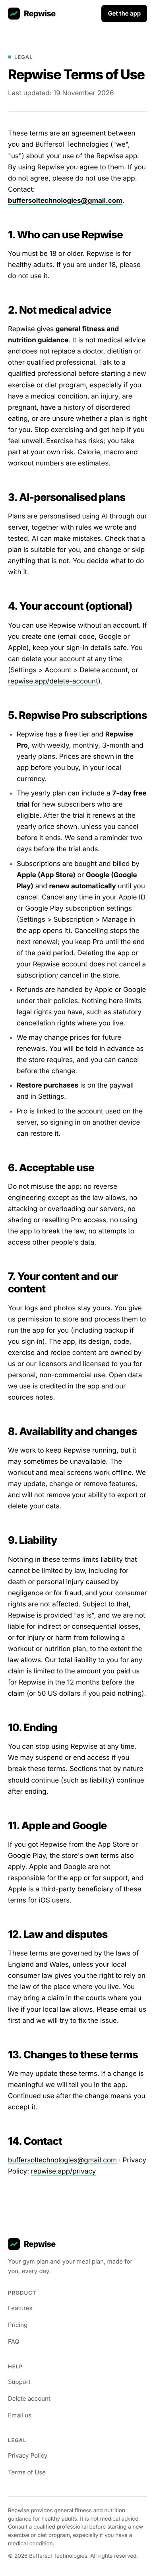 Repwise
Get the app
LEGAL
Repwise Terms of Use
Last updated: 19 November 2026
These terms are an agreement between
you and Buffersol Technologies ("we",
"us") about your use of the Repwise app.
By using Repwise you agree to them. If you
do not agree, please do not use the app.
Contact:
buffersoltechnologies@gmail.com.
1. Who can use Repwise
You must be 18 or older. Repwise is for
healthy adults. If you are under 18, please
do not use it.
2. Not medical advice
Repwise gives general fitness and
nutrition guidance. It is not medical advice
and does not replace a doctor, dietitian or
other qualified professional. Talk to a
qualified professional before starting a new
exercise or diet program, especially if you
have a medical condition, an injury, are
pregnant, have a history of disordered
eating, or are unsure whether a plan is right
for you. Stop exercising and get help if you
feel unwell. Exercise has risks; you take
part at your own risk. Calorie, macro and
workout numbers are estimates.
3. AI-personalised plans
Plans are personalised using AI through our
server, together with rules we wrote and
tested. AI can make mistakes. Check that a
plan is suitable for you, and change or skip
anything that is not. You decide what to do
with it.
4. Your account (optional)
You can use Repwise without an account. If
you create one (email code, Google or
Apple), keep your sign-in details safe. You
can delete your account at any time
(Settings > Account > Delete account, or
repwise.app/delete-account).
5. Repwise Pro subscriptions
• Repwise has a free tier and Repwise
Pro, with weekly, monthly, 3-month and
yearly plans. Prices are shown in the
app before you buy, in your local
currency.
• The yearly plan can include a 7-day free
trial for new subscribers who are
eligible. After the trial it renews at the
yearly price shown, unless you cancel
before it ends. We send a reminder two
days before the trial ends.
• Subscriptions are bought and billed by
Apple (App Store) or Google (Google
Play) and renew automatically until you
cancel. Cancel any time in your Apple ID
or Google Play subscription settings
(Settings > Subscription > Manage in
the app opens it). Cancelling stops the
next renewal; you keep Pro until the end
of the paid period. Deleting the app or
your Repwise account does not cancel a
subscription; cancel in the store.
• Refunds are handled by Apple or Google
under their policies. Nothing here limits
legal rights you have, such as statutory
cancellation rights where you live.
• We may change prices for future
renewals. You will be told in advance as
the store requires, and you can cancel
before the change.
• Restore purchases is on the paywall
and in Settings.
• Pro is linked to the account used on the
server, so signing in on another device
can restore it.
6. Acceptable use
Do not misuse the app: no reverse
engineering except as the law allows, no
attacking or overloading our servers, no
sharing or reselling Pro access, no using
the app to break the law, no attempts to
access other people's data.
7. Your content and our
content
Your logs and photos stay yours. You give
us permission to store and process them to
run the app for you (including backup if
you sign in). The app, its design, code,
exercise and recipe content are owned by
us or our licensors and licensed to you for
personal, non-commercial use. Open data
we use is credited in the app and our
sources notes.
8. Availability and changes
We work to keep Repwise running, but it
may sometimes be unavailable. The
workout and meal screens work offline. We
may update, change or remove features,
and will not remove your ability to export or
delete your data.
9. Liability
Nothing in these terms limits liability that
cannot be limited by law, including for
death or personal injury caused by
negligence or for fraud, and your consumer
rights are not affected. Subject to that,
Repwise is provided "as is", and we are not
liable for indirect or consequential losses,
or for injury or harm from following a
workout or nutrition plan, to the extent the
law allows. Our total liability to you for any
claim is limited to the amount you paid us
for Repwise in the 12 months before the
claim (or 50 US dollars if you paid nothing).
10. Ending
You can stop using Repwise at any time.
We may suspend or end access if you
break these terms. Sections that by nature
should continue (such as liability) continue
after ending.
11. Apple and Google
If you got Repwise from the App Store or
Google Play, the store's own terms also
apply. Apple and Google are not
responsible for the app or for support, and
Apple is a third-party beneficiary of these
terms for iOS users.
12. Law and disputes
These terms are governed by the laws of
England and Wales, unless your local
consumer law gives you the right to rely on
the law of the place where you live. You
may bring a claim in the courts where you
live if your local law allows. Please email us
first and we will try to fix the issue.
13. Changes to these terms
We may update these terms. If a change is
meaningful we will tell you in the app.
Continued use after the change means you
accept it.
14. Contact
buffersoltechnologies@gmail.com · Privacy
Policy: repwise.app/privacy
Repwise
Your gym plan and your meal plan, made for
you, every day.
PRODUCT
Features
Pricing
FAQ
HELP
Support
Delete account
Email us
LEGAL
Privacy Policy
Terms of Use
Repwise provides general fitness and nutrition
guidance for healthy adults. It is not medical advice.
Consult a qualified professional before starting a new
exercise or diet program, especially if you have a
medical condition.
© 2026 Buffersol Technologies. All rights reserved.